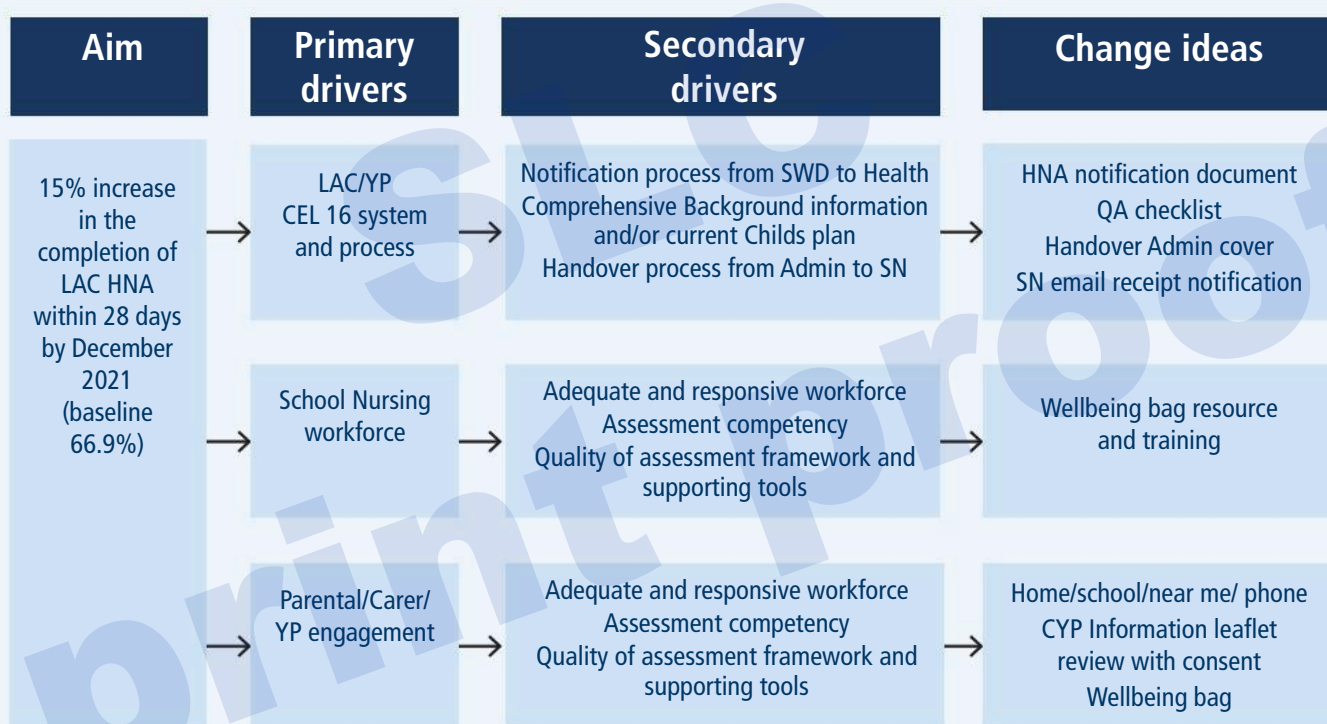 Aim
Primary
drivers
Secondary
drivers
Change ideas
15% increase
in the
completion of
LAC HNA
within 28 days
by December
2021
(baseline
66.9%)
LAC/YP
CEL 16 system
and process
Notification process from SWD to Health
Comprehensive Background information
and/or current Childs plan
Handover process from Admin to SN
HNA notification document
QA checklist
Handover Admin cover
SN email receipt notification
School Nursing
workforce
Adequate and responsive workforce
Assessment competency
Quality of assessment framework and
supporting tools
Wellbeing bag resource
and training
Parental/Carer/
YP engagement
Adequate and responsive workforce
Assessment competency
Quality of assessment framework and
supporting tools
Home/school/near me/ phone
CYP Information leaflet
review with consent
Wellbeing bag
SLC
print proof